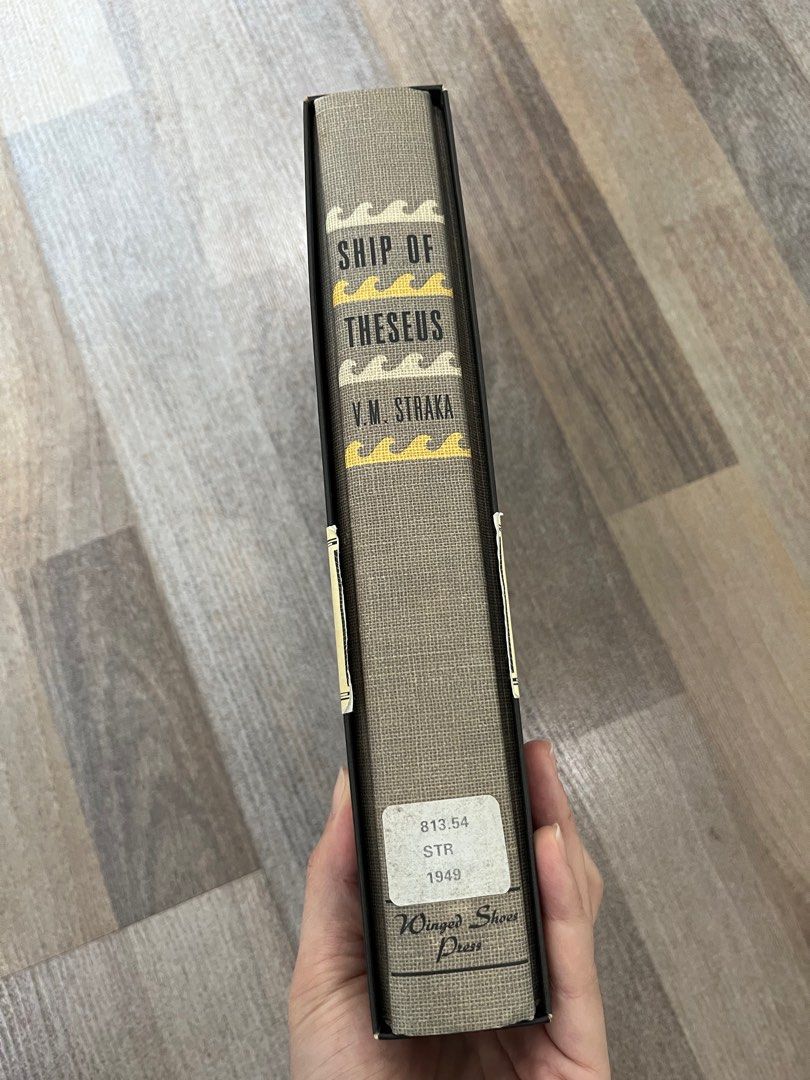 SHIP OF
THESEUS
V.M. STRAKA
813.54
STR
1949
Winged Shoes
Press